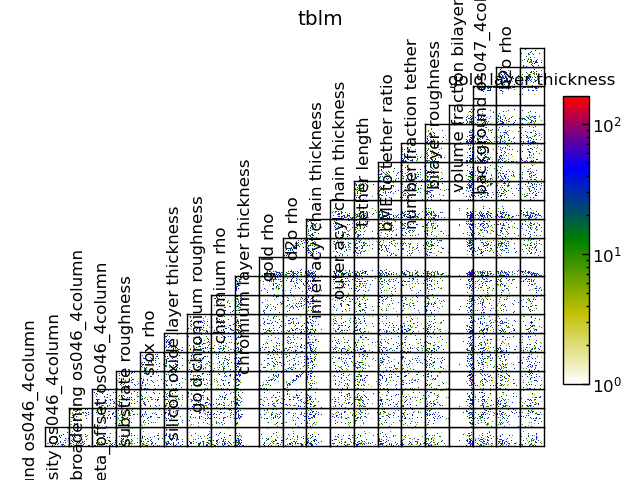 tblm
nd os046_4column
sity os046_4column
broadening os046_4column
eta_offset os046_4column
substrate roughness
siox rho
silicon oxide layer thickness
gold chromium roughness
chromium rho
chromium layer thickness
gold rho
d2o rho
inner acyl chain thickness
outer acyl chain thickness
tether length
bME to tether ratio
number fraction tether
bilayer roughness
volume fraction bilayer
background os047_4col
h2o rho
gold layer thickness
10²
10¹
10⁰